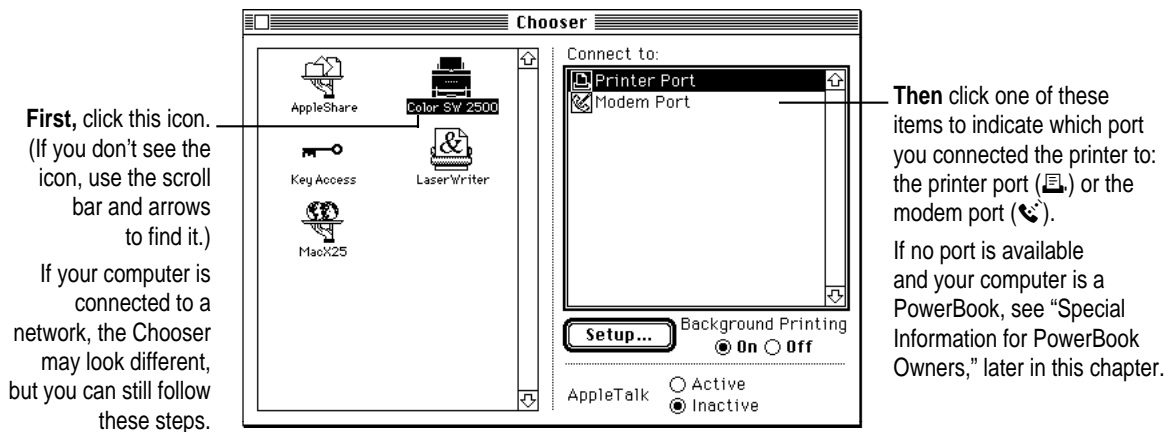 First, click this icon.
(If you don't see the
icon, use the scroll
bar and arrows
to find it.)
If your computer is
connected to a
network, the Chooser
may look different,
but you can still follow
these steps.
Chooser
AppleShare
Color SW 2500
Key Access
LaserWriter
MacX25
Connect to:
Printer Port
Modem Port
Setup...
Background Printing
On Off
AppleTalk
Active
Inactive
Then click one of these
items to indicate which port
you connected the printer to:
the printer port ( ) or the
modem port ( ).
If no port is available
and your computer is a
PowerBook, see “Special
Information for PowerBook
Owners,” later in this chapter.